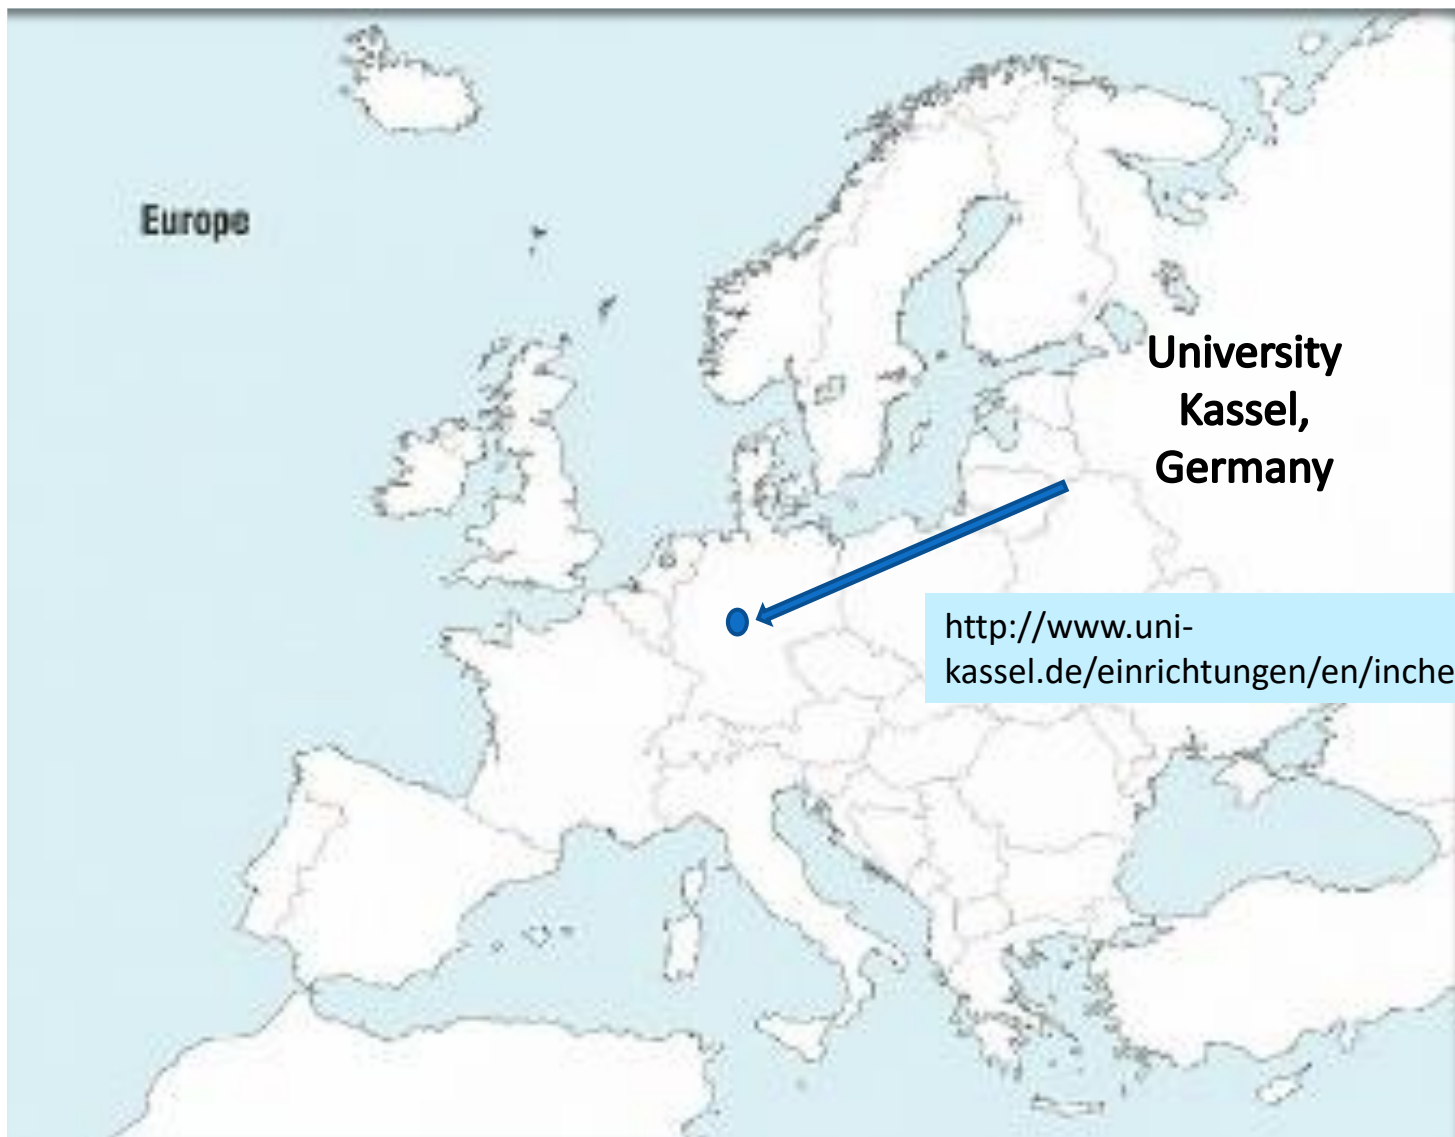 Europe
University
Kassel,
Germany
http://www.uni-
kassel.de/einrichtungen/en/inche